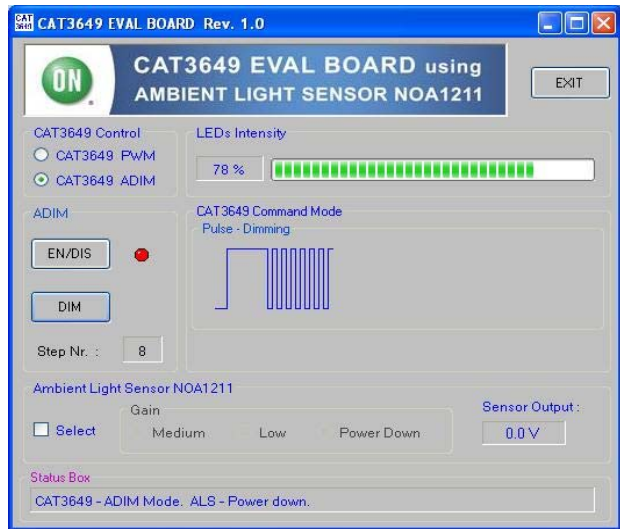 CAT 3649 CAT3649 EVAL BOARD Rev. 1.0
ON
CAT3649 EVAL BOARD using
AMBIENT LIGHT SENSOR NOA1211
EXIT
CAT3649 Control
CAT3649 PWM
CAT3649 ADIM
LEDs Intensity
78 %
ADIM
EN/DIS
DIM
Step Nr. : 8
CAT3649 Command Mode
Pulse - Dimming
Ambient Light Sensor NOA1211
Select
Gain
Medium Low Power Down
Sensor Output :
0.0 V
Status Box
CAT3649 - ADIM Mode. ALS - Power down.